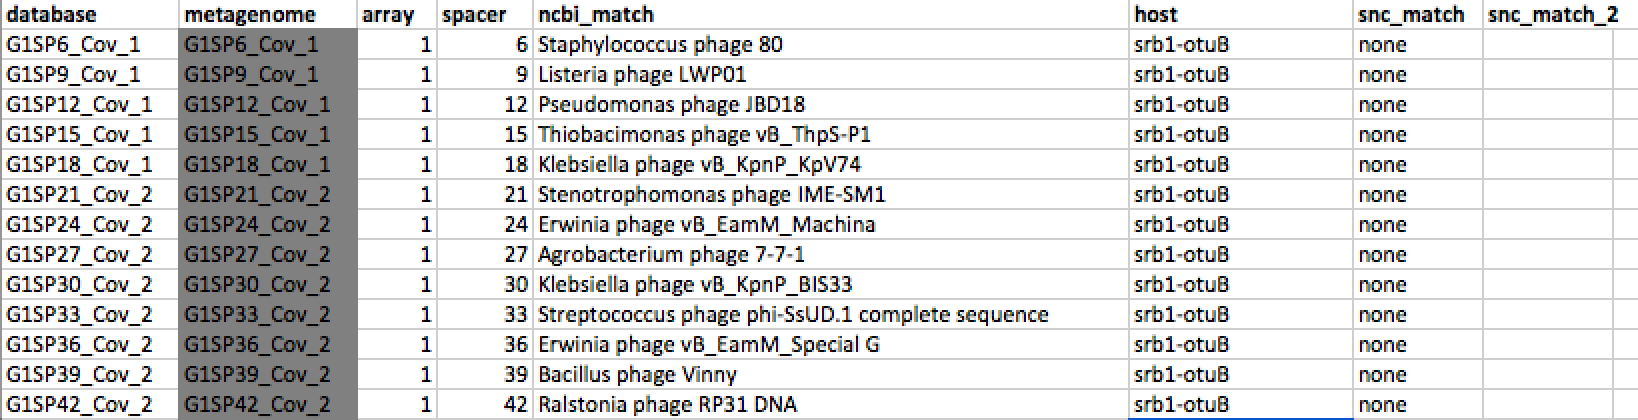 database metagenome array spacer ncbi_match host snc_match snc_match_2
G1SP6_Cov_1 G1SP6_Cov_1 1 6 Staphylococcus phage 80 srb1-otuB none
G1SP9_Cov_1 G1SP9_Cov_1 1 9 Listeria phage LWP01 srb1-otuB none
G1SP12_Cov_1 G1SP12_Cov_1 1 12 Pseudomonas phage JBD18 srb1-otuB none
G1SP15_Cov_1 G1SP15_Cov_1 1 15 Thiobacimonas phage vB_ThpS-P1 srb1-otuB none
G1SP18_Cov_1 G1SP18_Cov_1 1 18 Klebsiella phage vB_KpnP_KpV74 srb1-otuB none
G1SP21_Cov_2 G1SP21_Cov_2 1 21 Stenotrophomonas phage IME-SM1 srb1-otuB none
G1SP24_Cov_2 G1SP24_Cov_2 1 24 Erwinia phage vB_EamM_Machina srb1-otuB none
G1SP27_Cov_2 G1SP27_Cov_2 1 27 Agrobacterium phage 7-7-1 srb1-otuB none
G1SP30_Cov_2 G1SP30_Cov_2 1 30 Klebsiella phage vB_KpnP_BIS33 srb1-otuB none
G1SP33_Cov_2 G1SP33_Cov_2 1 33 Streptococcus phage phi-SsUD.1 complete sequence srb1-otuB none
G1SP36_Cov_2 G1SP36_Cov_2 1 36 Erwinia phage vB_EamM_Special G srb1-otuB none
G1SP39_Cov_2 G1SP39_Cov_2 1 39 Bacillus phage Vinny srb1-otuB none
G1SP42_Cov_2 G1SP42_Cov_2 1 42 Ralstonia phage RP31 DNA srb1-otuB none